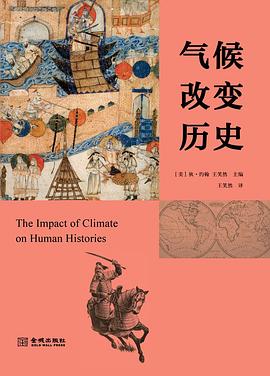 气候
改变
历史
［美］狄·约翰 王笑然 主编
王笑然 译
The Impact of Climate
on Human Histories
金城出版社
GOLD WALL PRESS